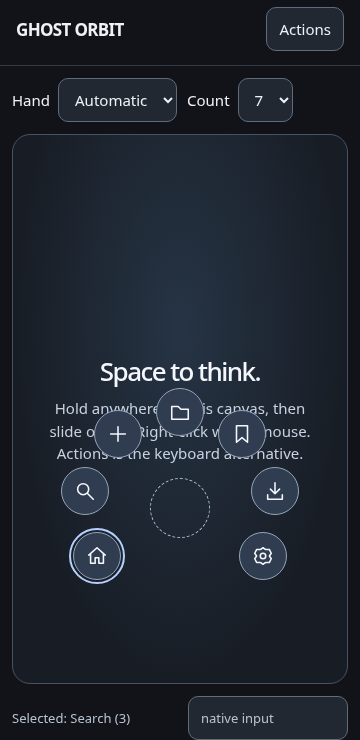 GHOST ORBIT
Actions
Hand Automatic Count 7
Space to think.
Hold anywhere is canvas, then
slide o Right click w mouse.
Actions is the keyboard alternative.
Selected: Search (3)
native input